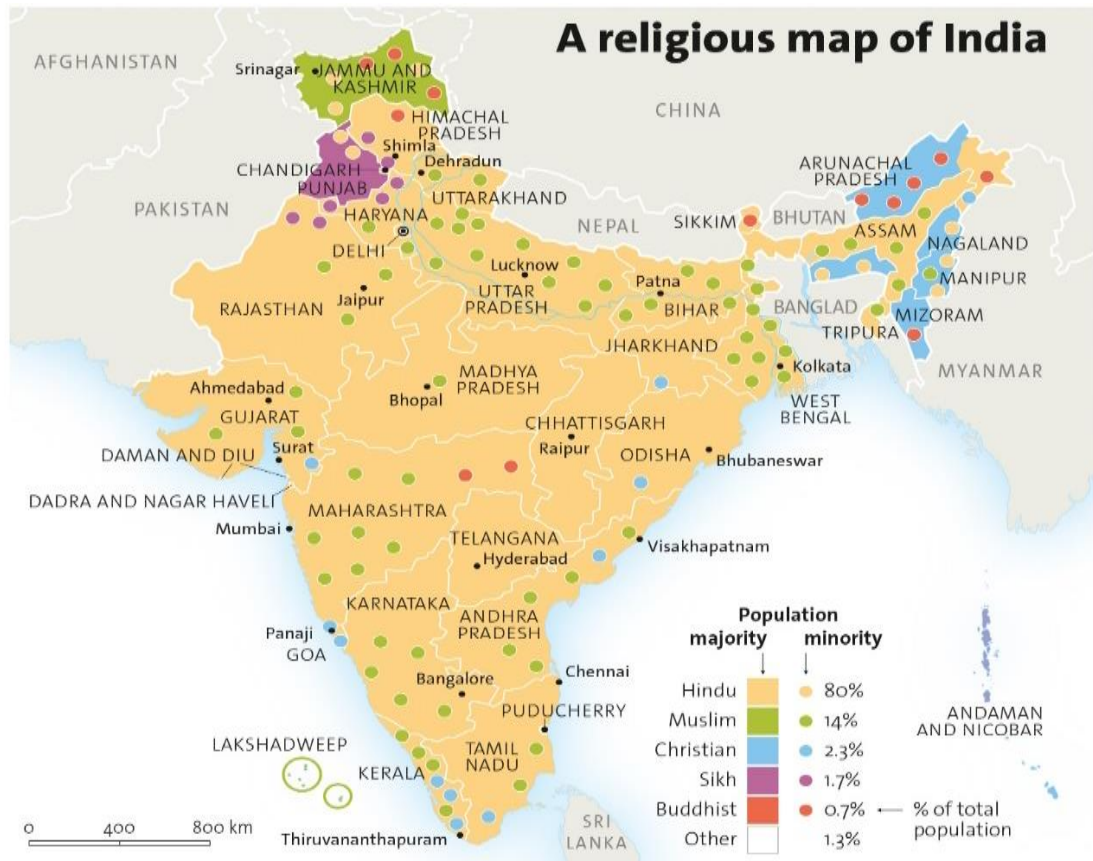 A religious map of India
AFGHANISTAN
Srinagar
JAMMU AND
KASHMIR
CHINA
HIMACHAL
PRADESH
Shimla
Dehradun
CHANDIGARH
PUNJAB
UTTARAKHAND
PAKISTAN
HARYANA
DELHI
NEPAL
SIKKIM
BHUTAN
ARUNACHAL
PRADESH
ASSAM
NAGALAND
MANIPUR
MIZORAM
TRIPURA
BANGLAD
MYANMAR
Lucknow
UTTAR
PRADESH
Patna
BIHAR
RAJASTHAN
Jaipur
JHARKHAND
Kolkata
WEST
BENGAL
Ahmedabad
GUJARAT
MADHYA
PRADESH
Bhopal
CHHATTISGARH
Raipur
ODISHA
Bhubaneswar
Surat
DAMAN AND DIU
DADRA AND NAGAR HAVELI
Mumbai
MAHARASHTRA
TELANGANA
Hyderabad
Visakhapatnam
KARNATAKA
ANDHRA
PRADESH
Panaji
GOA
Bangalore
Chennai
PUDUCHERRY
LAKSHADWEEP
KERALA
TAMIL
NADU
Thiruvananthapuram
SRI
LANKA
ANDAMAN
AND NICOBAR
0 400 800 km
Population
majority minority
Hindu 80%
Muslim 14%
Christian 2.3%
Sikh 1.7%
Buddhist 0.7% ← % of total
population
Other 1.3%